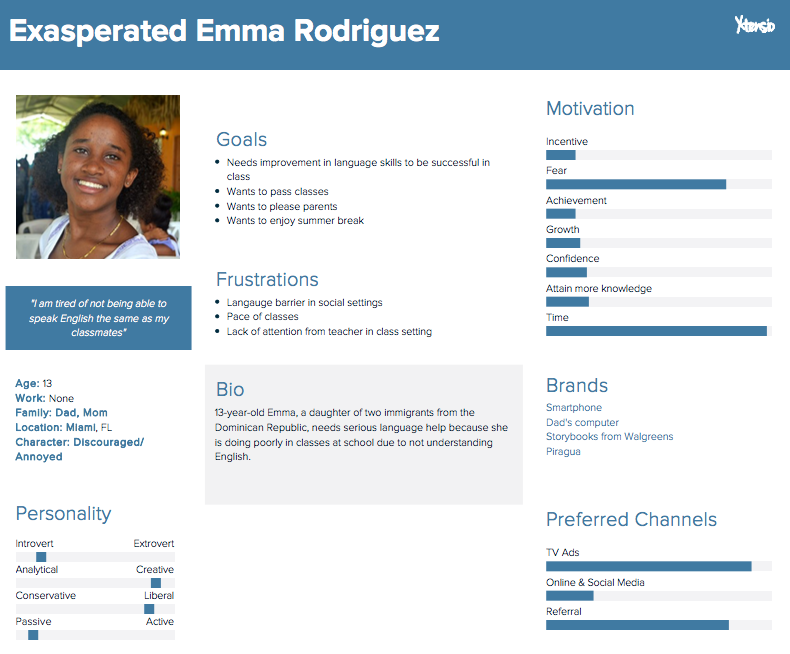 Exasperated Emma Rodriguez
Xtensio
"I am tired of not being able to
speak English the same as my
classmates"
Age: 13
Work: None
Family: Dad, Mom
Location: Miami, FL
Character: Discouraged/
Annoyed
Personality
Introvert Extrovert
Analytical Creative
Conservative Liberal
Passive Active
Goals
Needs improvement in language skills to be successful in
class
Wants to pass classes
Wants to please parents
Wants to enjoy summer break
Frustrations
Langauge barrier in social settings
Pace of classes
Lack of attention from teacher in class setting
Bio
13-year-old Emma, a daughter of two immigrants from the
Dominican Republic, needs serious language help because she
is doing poorly in classes at school due to not understanding
English.
Motivation
Incentive
Fear
Achievement
Growth
Confidence
Attain more knowledge
Time
Brands
Smartphone
Dad's computer
Storybooks from Walgreens
Piragua
Preferred Channels
TV Ads
Online & Social Media
Referral